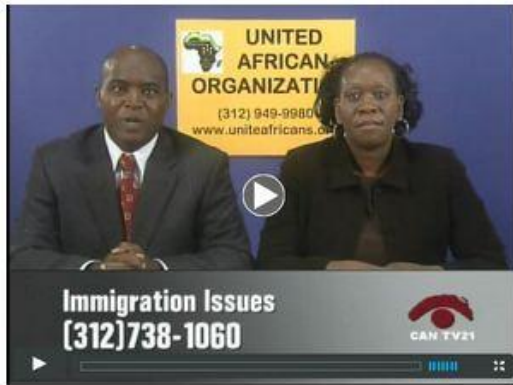 UNITED
AFRICAN
ORGANIZATI
(312) 949-9980
www.uniteafricans.o
Immigration Issues
(312)738-1060
CAN TV21